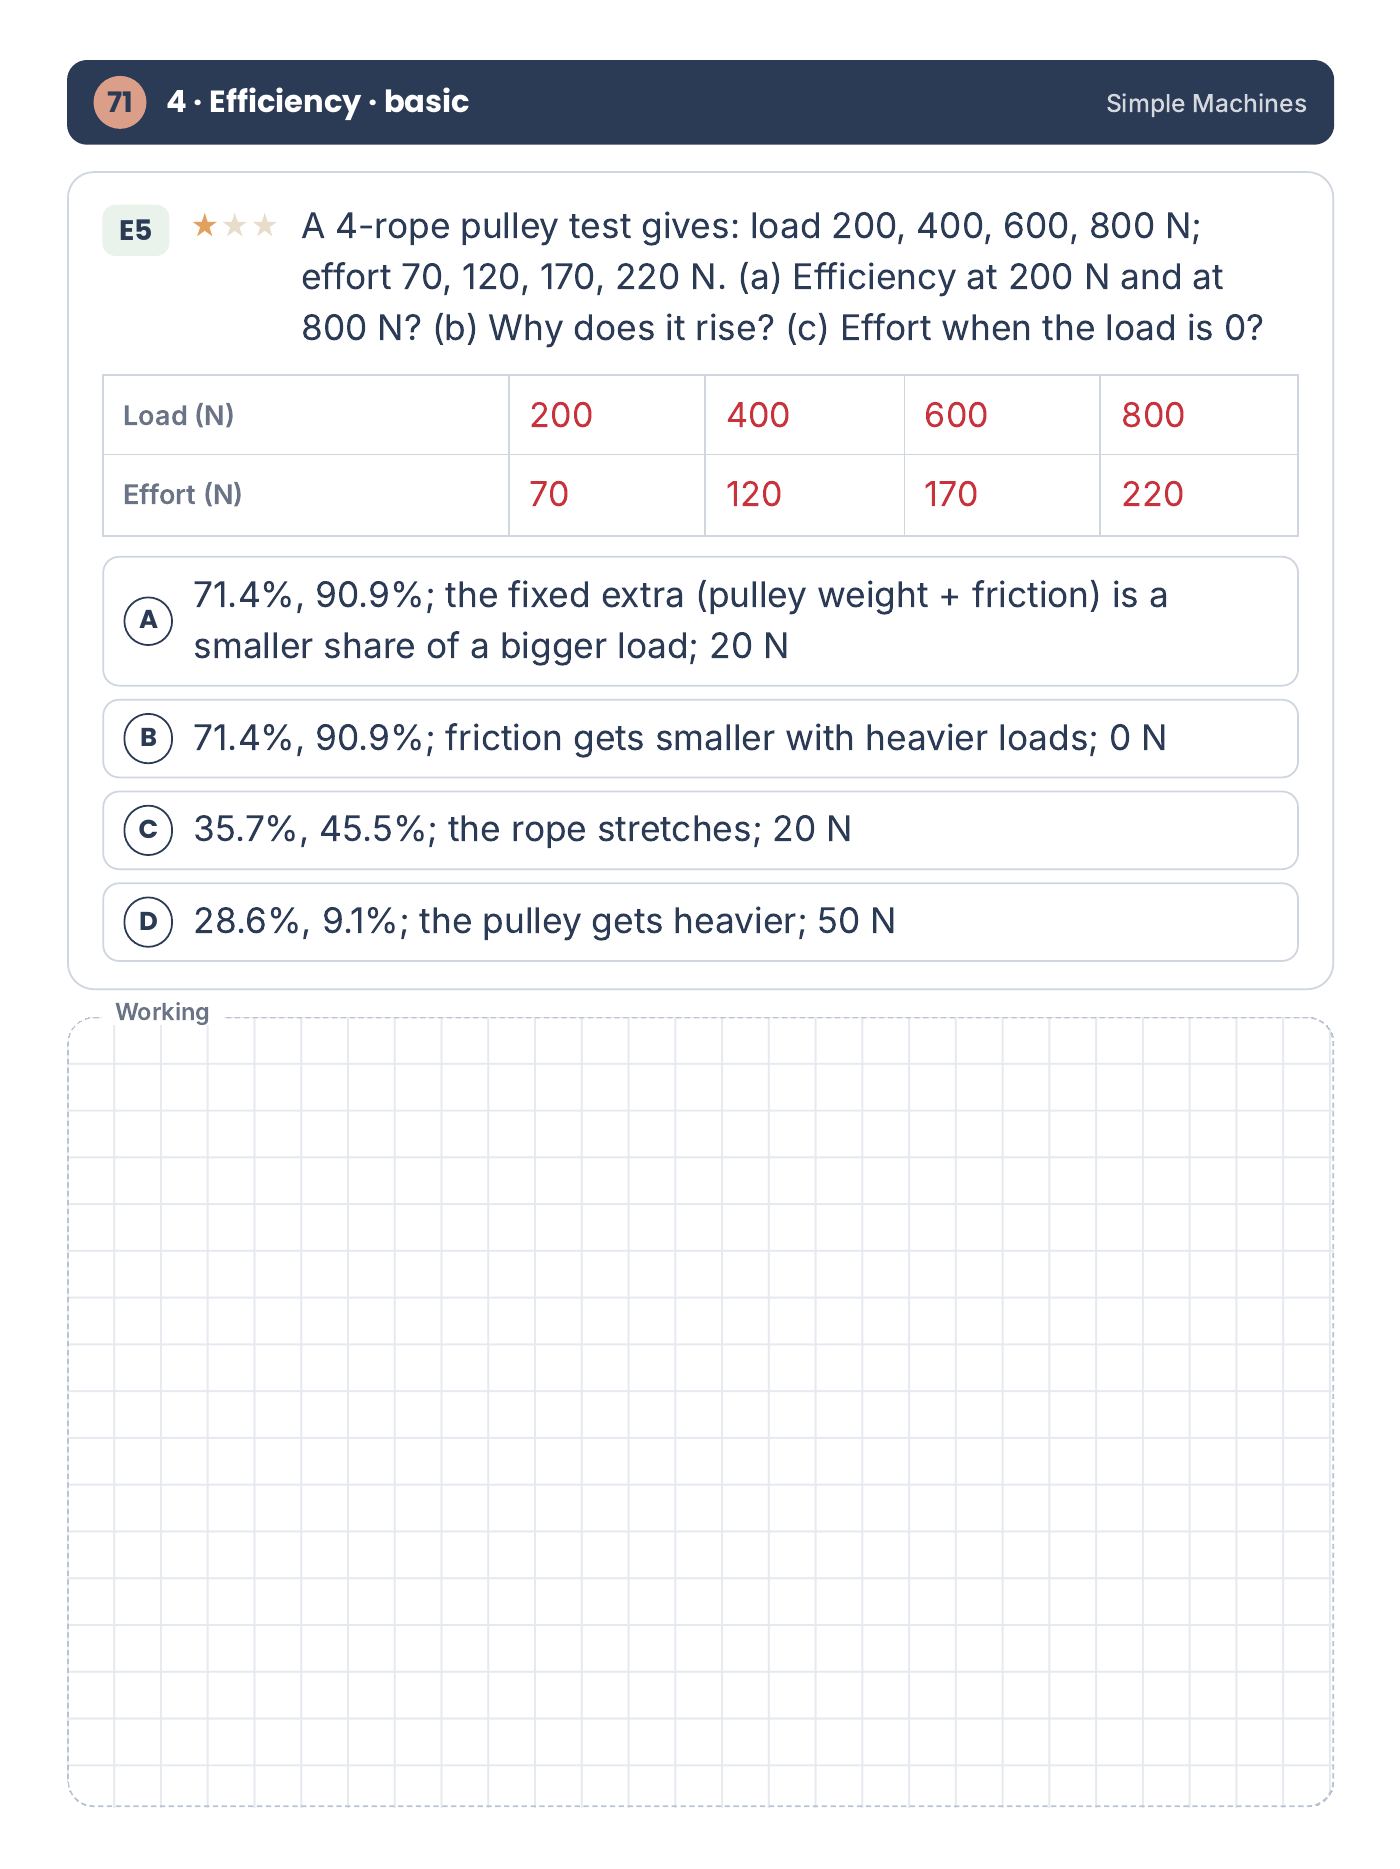 71 4 · Efficiency · basic Simple Machines
E5 ★★★ A 4-rope pulley test gives: load 200, 400, 600, 800 N;
effort 70, 120, 170, 220 N. (a) Efficiency at 200 N and at
800 N? (b) Why does it rise? (c) Effort when the load is 0?
Load (N) 200 400 600 800
Effort (N) 70 120 170 220
A 71.4%, 90.9%; the fixed extra (pulley weight + friction) is a
smaller share of a bigger load; 20 N
B 71.4%, 90.9%; friction gets smaller with heavier loads; 0 N
C 35.7%, 45.5%; the rope stretches; 20 N
D 28.6%, 9.1%; the pulley gets heavier; 50 N
Working